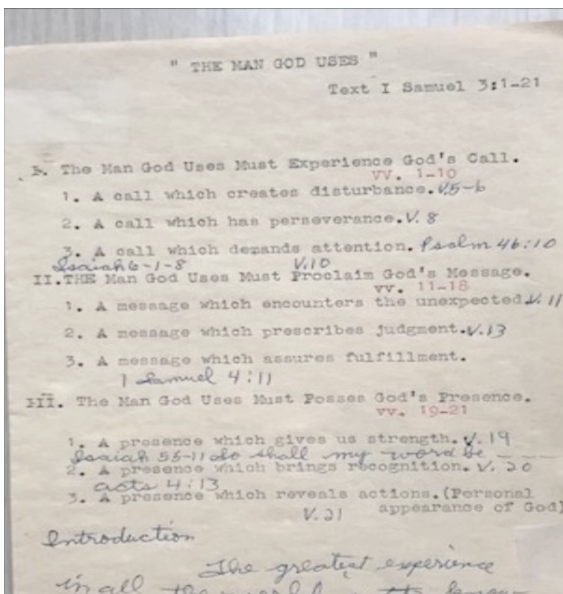 " THE MAN GOD USES "
Text I Samuel 3:1-21
I. The Man God Uses Must Experience God's Call.
vv. 1-10
1. A call which creates disturbance. V.5-6
2. A call which has perseverance. V. 8
3. A call which demands attention. Psalm 46:10
Isaiah 6-1-8 V.10
II.THE Man God Uses Must Proclaim God's Message.
vv. 11-18
1. A message which encounters the unexpected. V. 11
2. A message which prescribes judgment. V.13
3. A message which assures fulfillment.
1 Samuel 4:11
III. The Man God Uses Must Posses God's Presence.
vv. 19-21
1. A presence which gives us strength. V. 19
Isaiah 55-11 so shall my word be ----
2. A presence which brings recognition. V. 20
acts 4:13
3. A presence which reveals actions.(Personal
V.21 appearance of God)
Introduction
The greatest experience
in all the world